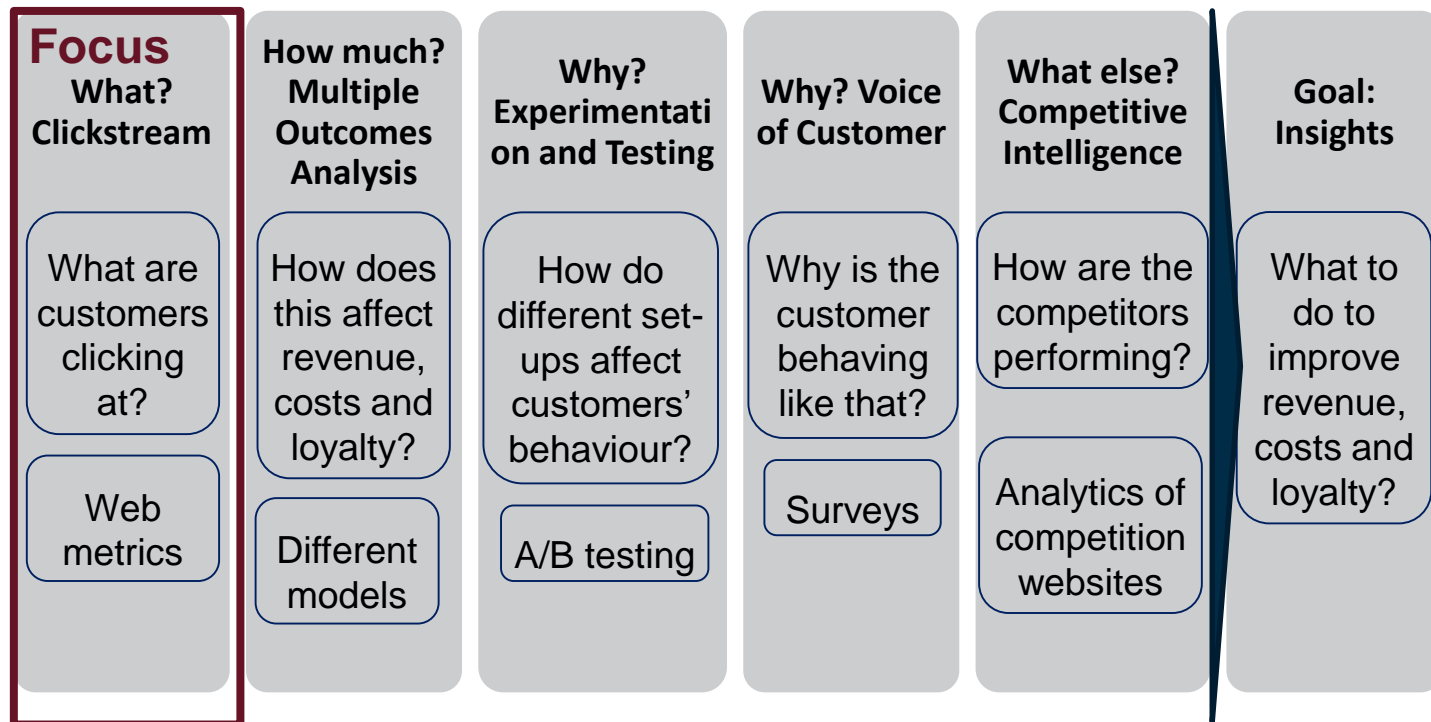 Focus
What?
Clickstream
What are
customers
clicking
at?
Web
metrics
How much?
Multiple
Outcomes
Analysis
How does
this affect
revenue,
costs and
loyalty?
Different
models
Why?
Experimentati
on and Testing
How do
different set-
ups affect
customers’
behaviour?
A/B testing
Why? Voice
of Customer
Why is the
customer
behaving
like that?
Surveys
What else?
Competitive
Intelligence
How are the
competitors
performing?
Analytics of
competition
websites
Goal:
Insights
What to
do to
improve
revenue,
costs and
loyalty?